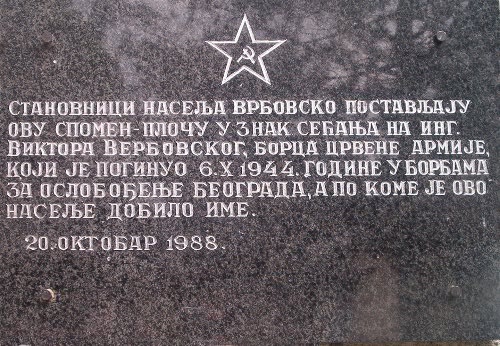 СТАНОВНИЦИ НАСЕЉА ВРБОВСКО ПОСТАВЉАЈУ
ОВУ СПОМЕН-ПЛОЧУ У ЗНАК СЕЋАЊА НА ИНГ.
ВИКТОРА ВЕРБОВСКОГ, БОРЦА ЦРВЕНЕ АРМИЈЕ,
КОЈИ ЈЕ ПОГИНУО 6.X 1944. ГОДИНЕ У БОРБАМА
ЗА ОСЛОБОЂЕЊЕ БЕОГРАДА, А ПО КОМЕ ЈЕ ОВО
НАСЕЉЕ ДОБИЛО ИМЕ.
20. ОКТОБАР 1988.